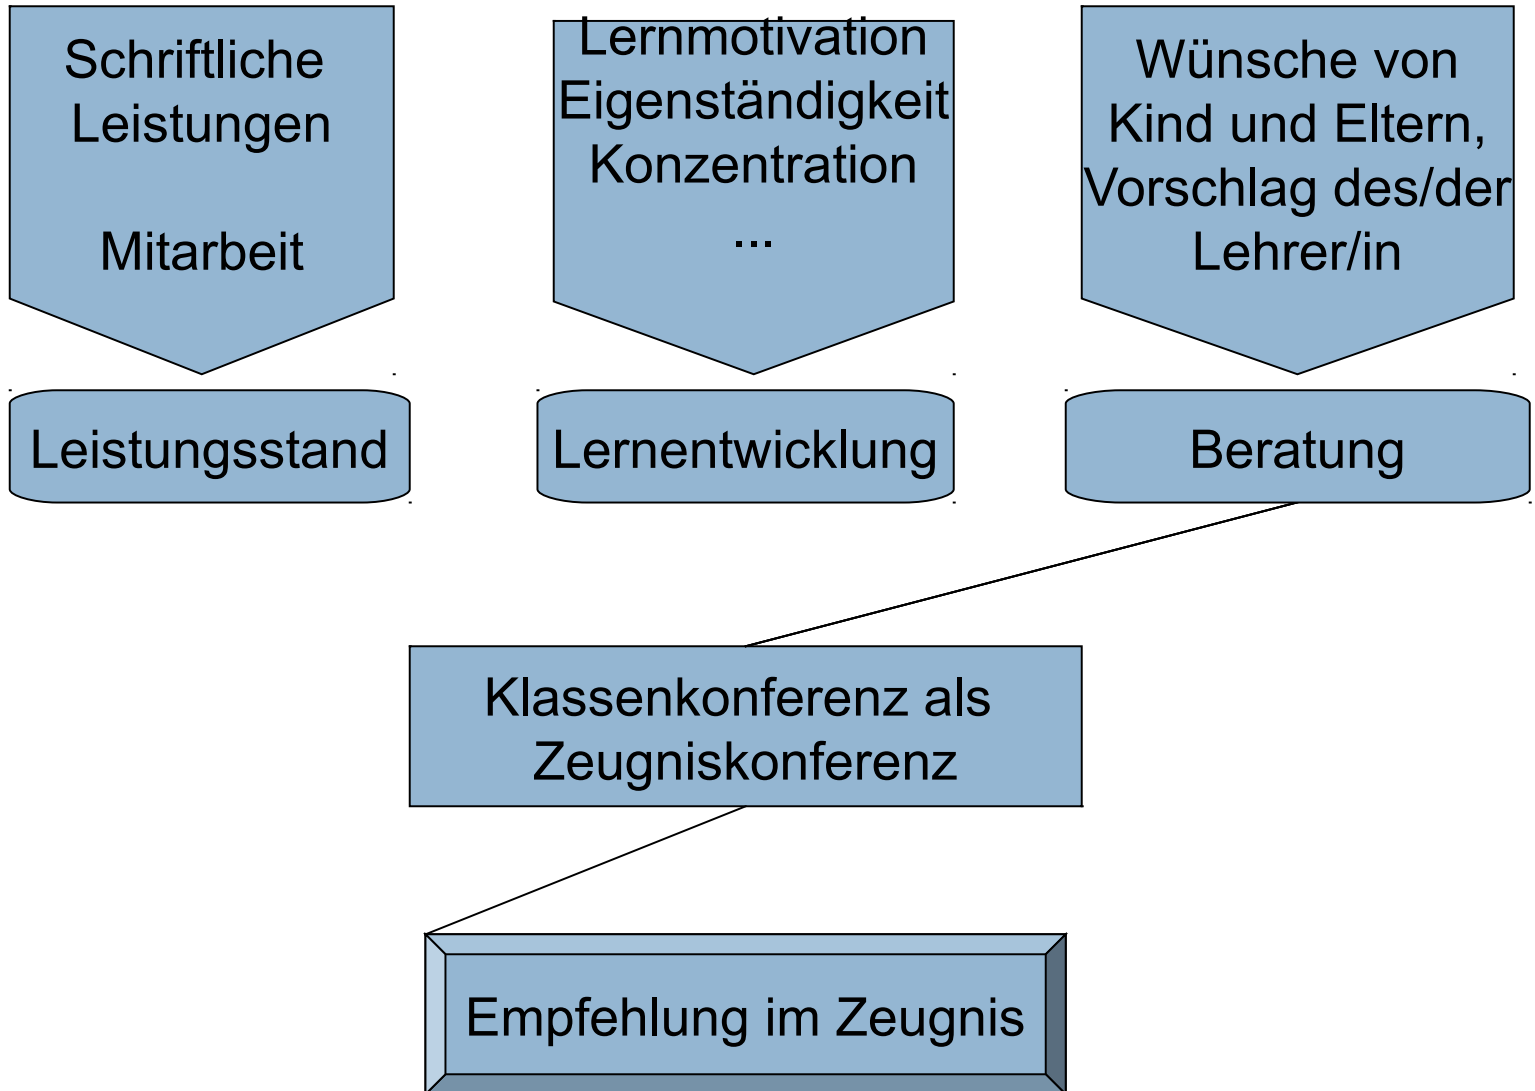 Schriftliche
Leistungen
Mitarbeit
Lernmotivation
Eigenständigkeit
Konzentration
...
Wünsche von
Kind und Eltern,
Vorschlag des/der
Lehrer/in
Leistungsstand
Lernentwicklung
Beratung
Klassenkonferenz als
Zeugniskonferenz
Empfehlung im Zeugnis